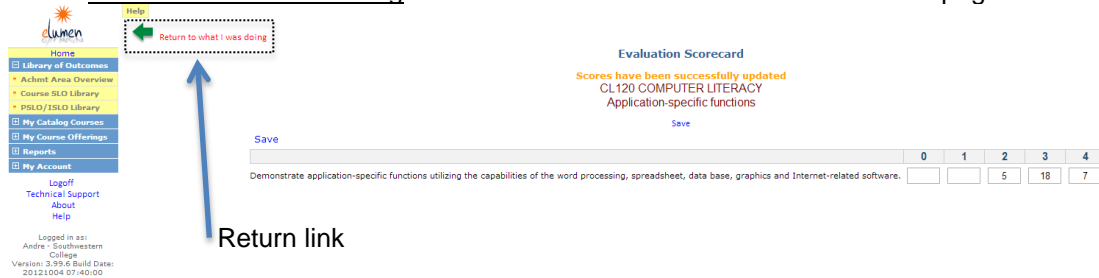 Help
elumen
Return to what I was doing
Home
Library of Outcomes
Achmt Area Overview
Course SLO Library
PSLO/ISLO Library
My Catalog Courses
My Course Offerings
Reports
My Account
Logoff
Technical Support
About
Help
Logged in as:
Andre - Southwestern
College
Version: 3.99.6 Build Date:
20121004 07:40:00
Evaluation Scorecard
Scores have been successfully updated
CL120 COMPUTER LITERACY
Application-specific functions
Save
Save
0 1 2 3 4
Demonstrate application-specific functions utilizing the capabilities of the word processing, spreadsheet, data base, graphics and Internet-related software. 5 18 7
Return link